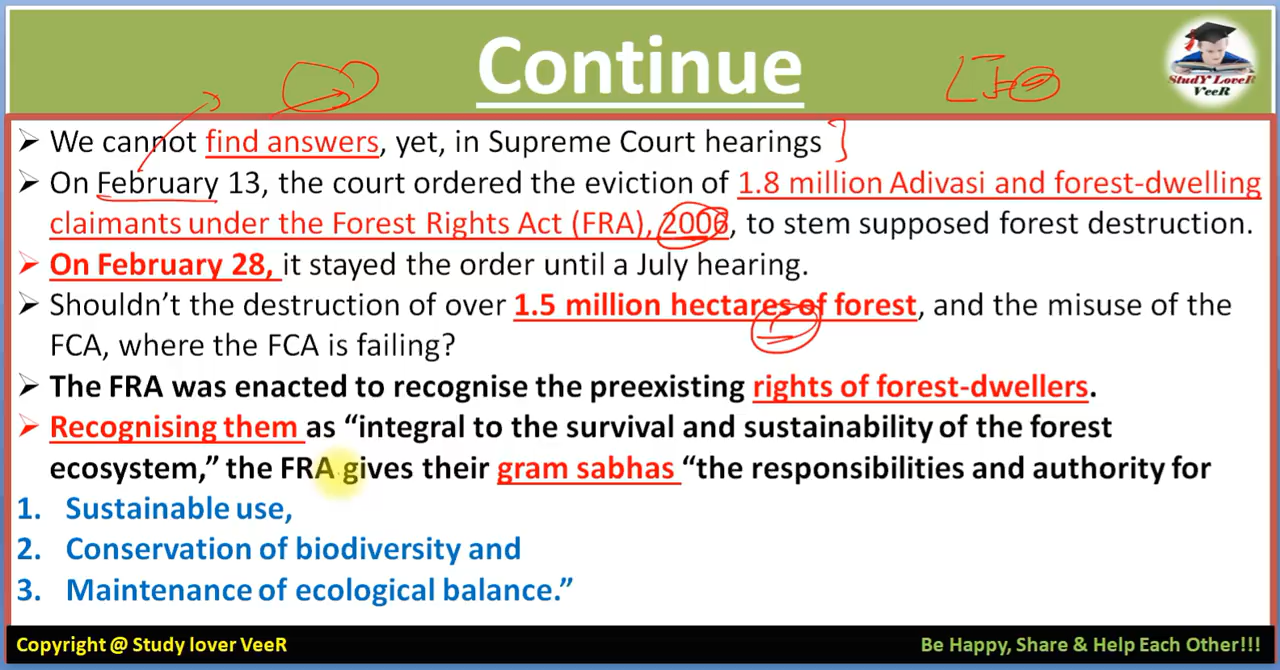 Continue
StudY LoveR
VeeR
➢ We cannot find answers, yet, in Supreme Court hearings
➢ On February 13, the court ordered the eviction of 1.8 million Adivasi and forest-dwelling
claimants under the Forest Rights Act (FRA), 2006, to stem supposed forest destruction.
➢ On February 28, it stayed the order until a July hearing.
➢ Shouldn’t the destruction of over 1.5 million hectares of forest, and the misuse of the
FCA, where the FCA is failing?
➢ The FRA was enacted to recognise the preexisting rights of forest-dwellers.
➢ Recognising them as “integral to the survival and sustainability of the forest
ecosystem,” the FRA gives their gram sabhas “the responsibilities and authority for
1. Sustainable use,
2. Conservation of biodiversity and
3. Maintenance of ecological balance.”
Copyright @ Study lover VeeR
Be Happy, Share & Help Each Other!!!